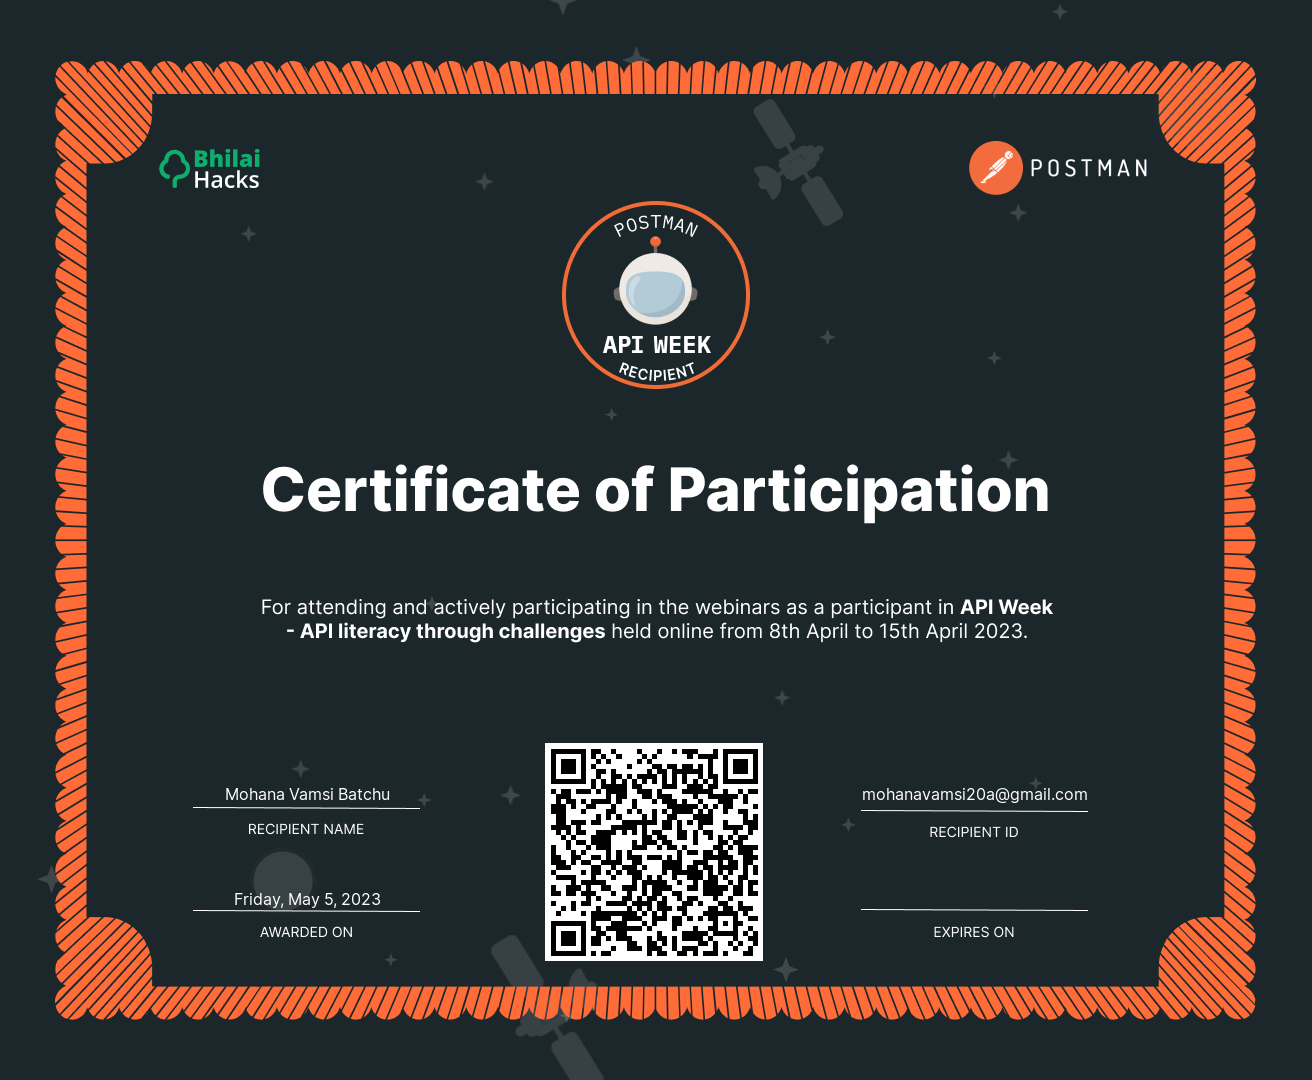 Bhilai
Hacks
POSTMAN
POSTMAN
API WEEK
RECIPIENT
Certificate of Participation
For attending and actively participating in the webinars as a participant in API Week
- API literacy through challenges held online from 8th April to 15th April 2023.
Mohana Vamsi Batchu
RECIPIENT NAME
mohanavamsi20a@gmail.com
RECIPIENT ID
Friday, May 5, 2023
AWARDED ON
EXPIRES ON